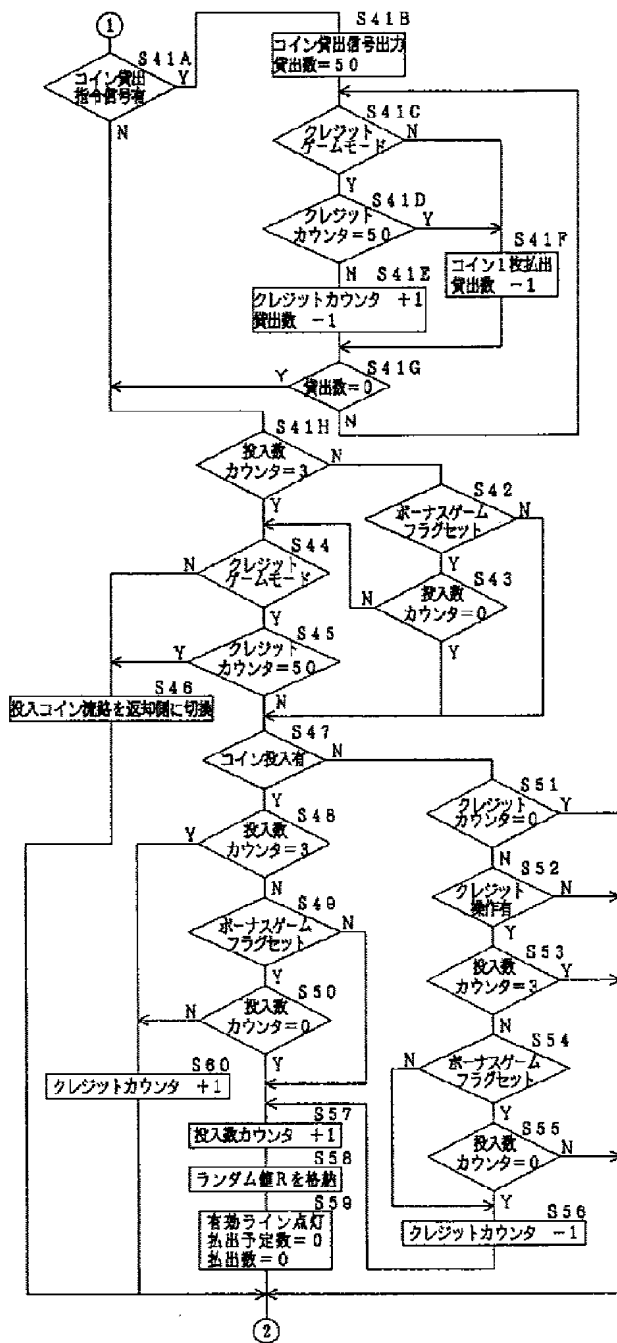 ①
S41A
コイン貸出
指令信号有
Y
N
S41B
コイン貸出信号出力
貸出数=50
S41C
クレジット
ゲームモード
N
Y
S41D
クレジット
カウンタ=50
Y
N
S41E
クレジットカウンタ +1
貸出数 -1
S41F
コイン1枚払出
貸出数 -1
S41G
貸出数=0
Y
N
S41H
投入数
カウンタ=3
N
Y
S42
ボーナスゲーム
フラグセット
N
Y
S43
投入数
カウンタ=0
N
Y
S44
クレジット
ゲームモード
N
Y
S45
クレジット
カウンタ=50
Y
N
S46
投入コイン流路を返却側に切換
S47
コイン投入有
N
Y
S48
投入数
カウンタ=3
Y
N
S49
ボーナスゲーム
フラグセット
N
Y
S50
投入数
カウンタ=0
N
Y
S51
クレジット
カウンタ=0
Y
N
S52
クレジット
操作有
N
Y
S53
投入数
カウンタ=3
Y
N
S54
ボーナスゲーム
フラグセット
N
Y
S55
投入数
カウンタ=0
N
Y
S56
クレジットカウンタ -1
S60
クレジットカウンタ +1
S57
投入数カウンタ +1
S58
ランダム値Rを格納
S59
有効ライン点灯
払出予定数=0
払出数=0
②